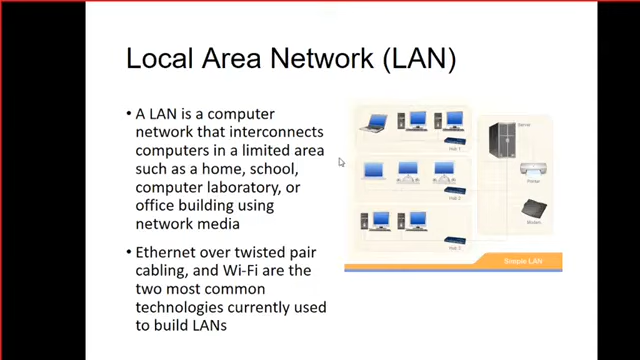 Local Area Network (LAN)
• A LAN is a computer
network that interconnects
computers in a limited area
such as a home, school,
computer laboratory, or
office building using
network media
• Ethernet over twisted pair
cabling, and Wi-Fi are the
two most common
technologies currently used
to build LANs
Hub 1
Hub 2
Hub 3
Server
Printer
Modem
Simple LAN